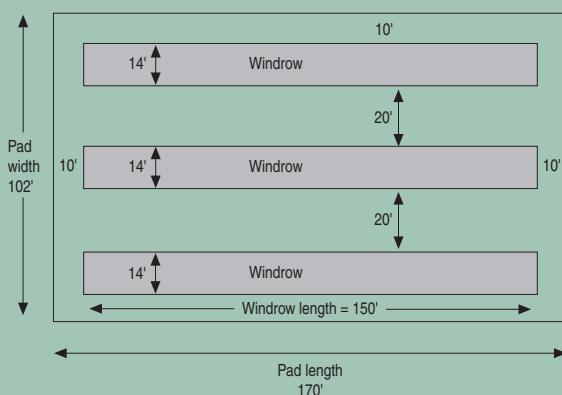 10'
14'
Windrow
20'
Pad
width
102'
10'
14'
Windrow
10'
20'
14'
Windrow
Windrow length = 150'
Pad length
170'